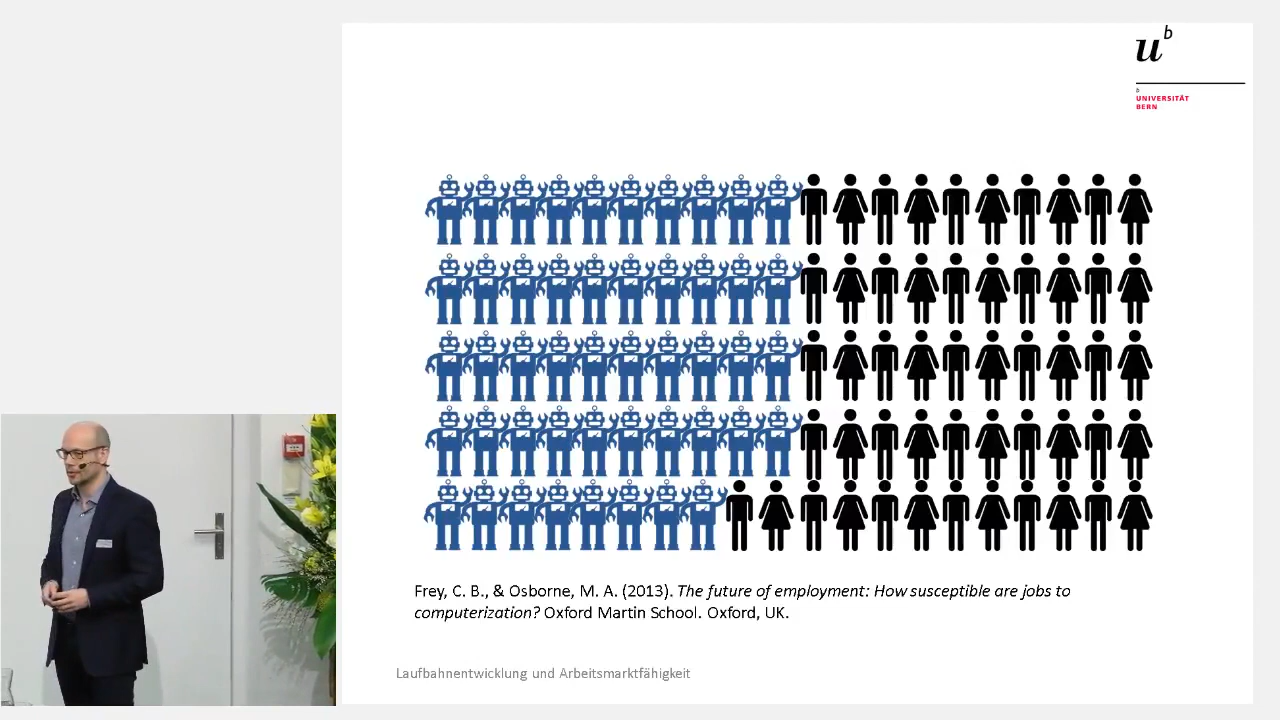 u
b
b
UNIVERSITÄT
BERN
Frey, C. B., & Osborne, M. A. (2013). The future of employment: How susceptible are jobs to
computerization? Oxford Martin School. Oxford, UK.
Laufbahnentwicklung und Arbeitsmarktfähigkeit